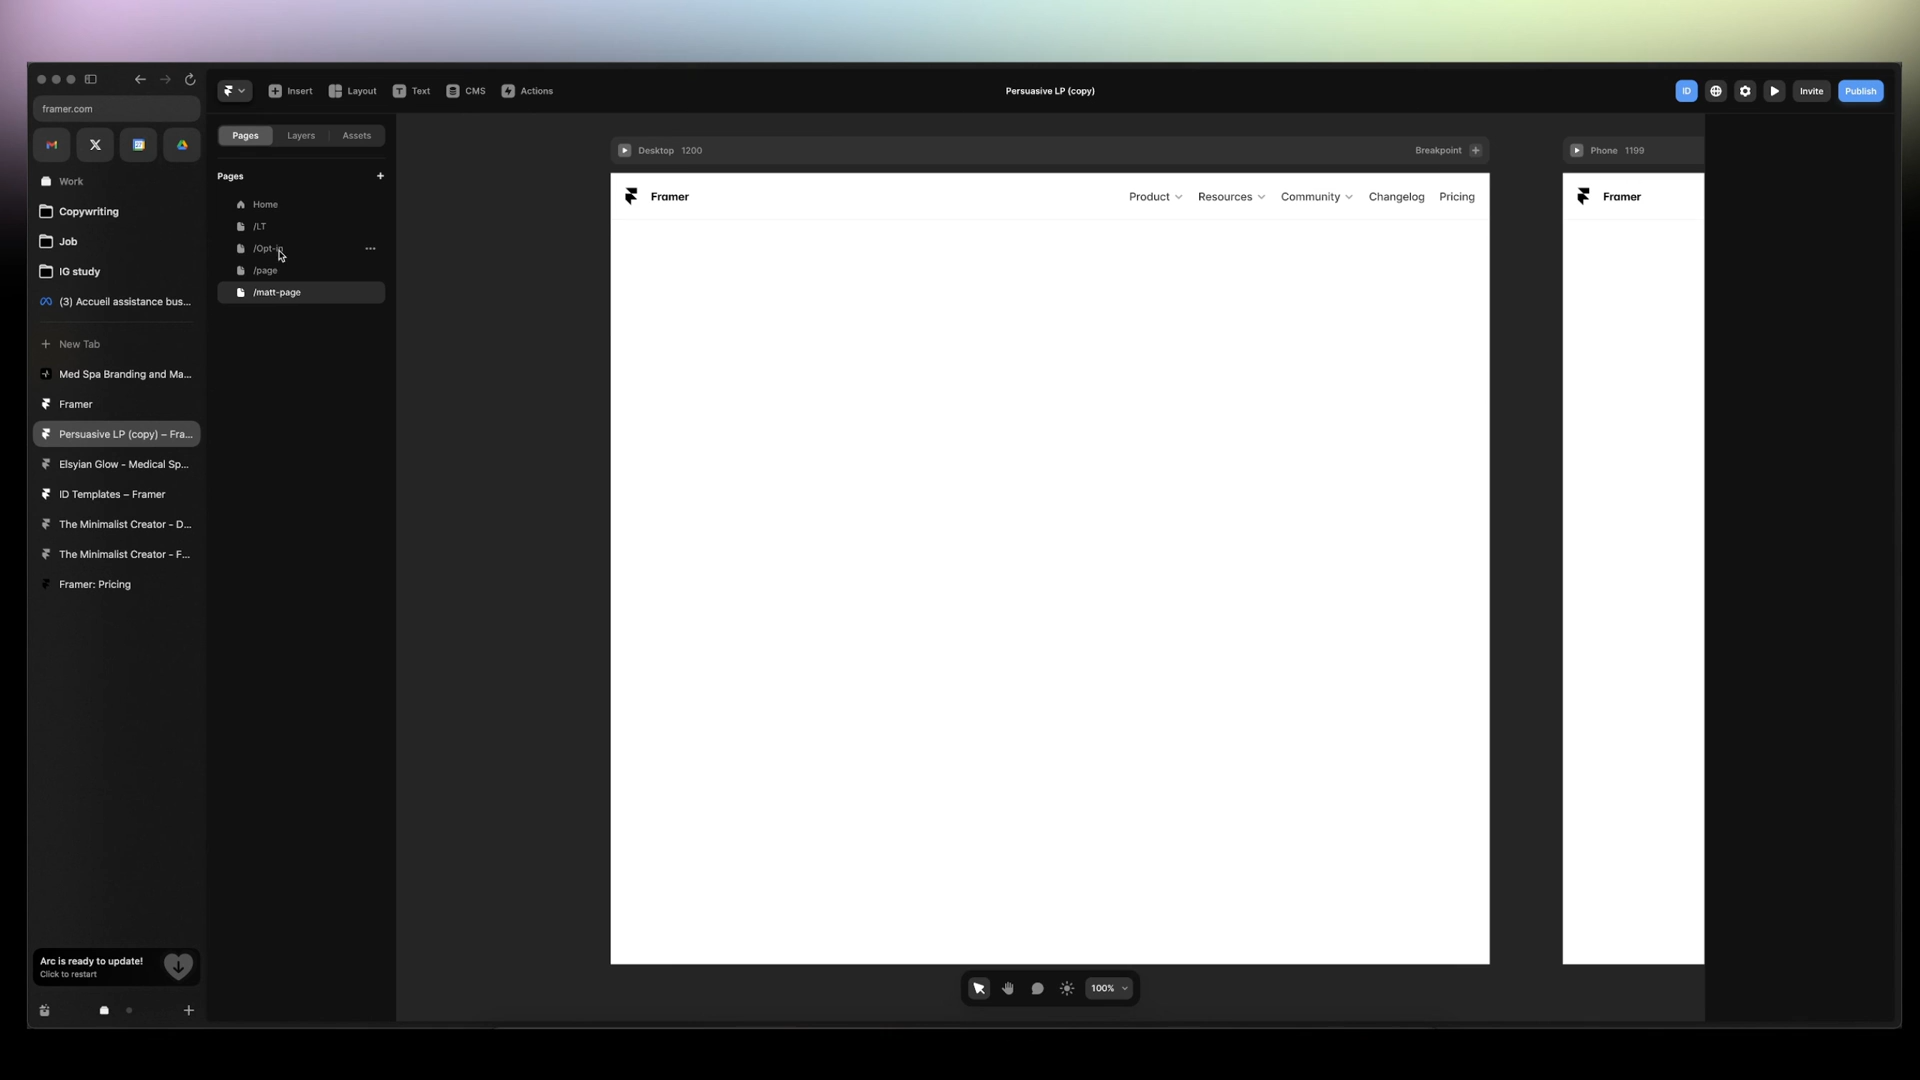 framer.com
Work
Copywriting
Job
IG study
(3) Accueil assistance bus...
New Tab
Med Spa Branding and Ma...
Framer
Persuasive LP (copy) – Fra...
Elsyian Glow - Medical Sp...
ID Templates – Framer
The Minimalist Creator - D...
The Minimalist Creator - F...
Framer: Pricing
Arc is ready to update!
Click to restart
Insert Layout Text CMS Actions
Persuasive LP (copy)
ID Invite Publish
Pages Layers Assets
Pages
Home
/LT
/Opt-in
/page
/matt-page
Desktop 1200 Breakpoint
Framer Product Resources Community Changelog Pricing
Phone 1199
Framer
100%